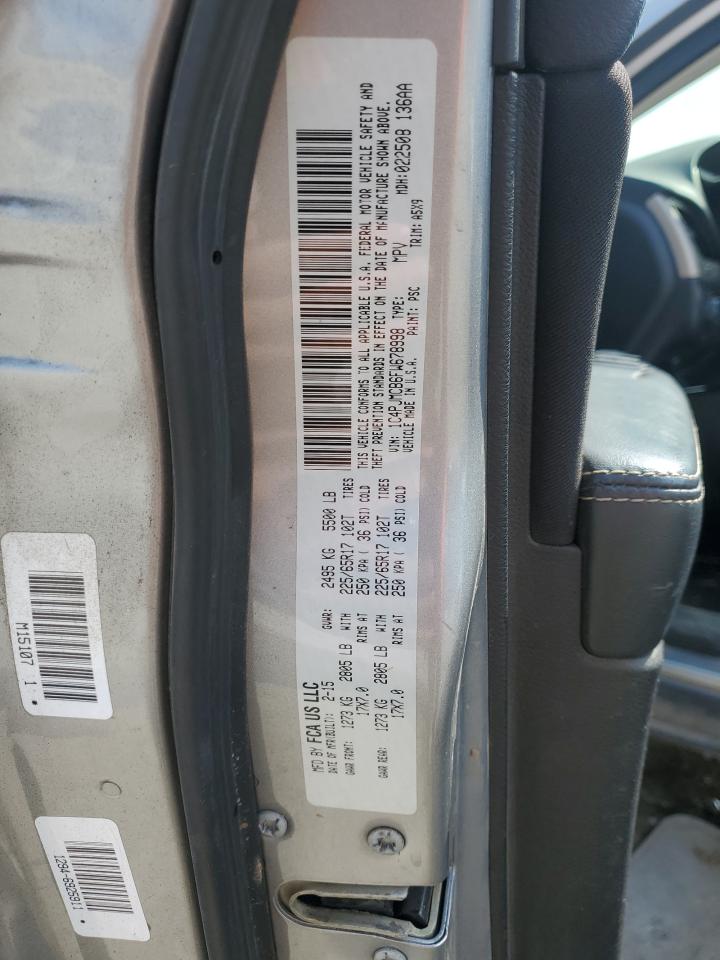 MFD BY FCA US LLC
DATE OF MFR(BUILT): 2-15 GVWR: 2495 KG 5500 LB
GAWR FRONT: 1273 KG 2805 LB WITH 225/65R17 102T TIRES
17X7.0 RIMS AT 250 KPA ( 36 PSI) COLD
GAWR REAR: 1273 KG 2805 LB WITH 225/65R17 102T TIRES
17X7.0 RIMS AT 250 KPA ( 36 PSI) COLD
THIS VEHICLE CONFORMS TO ALL APPLICABLE U.S.A. FEDERAL MOTOR VEHICLE SAFETY AND
THEFT PREVENTION STANDARDS IN EFFECT ON THE DATE OF MANUFACTURE SHOWN ABOVE.
VIN: 1C4PJMCB6FW678998 TYPE: MPV MDH:022508 136AA
VEHICLE MADE IN U.S.A. PAINT: PSC TRIM: A5X9
M15107 1
1294-6925911